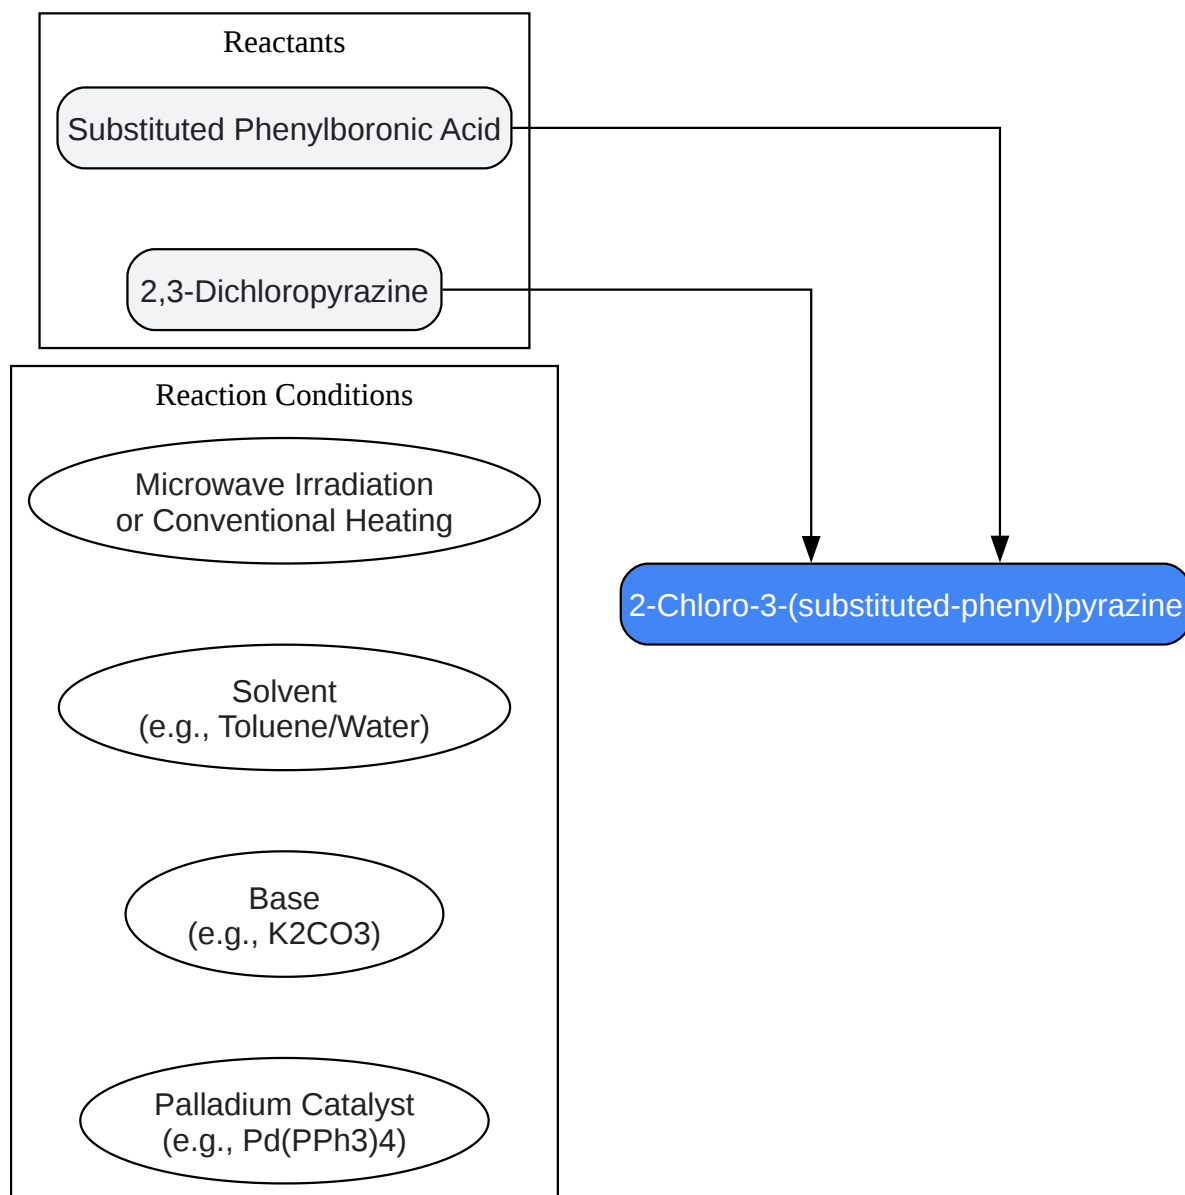 Reactants
Substituted Phenylboronic Acid
2,3-Dichloropyrazine
Reaction Conditions
Microwave Irradiation
or Conventional Heating
2-Chloro-3-(substituted-phenyl)pyrazine
Solvent
(e.g., Toluene/Water)
Base
(e.g., K2CO3)
Palladium Catalyst
(e.g., Pd(PPh3)4)